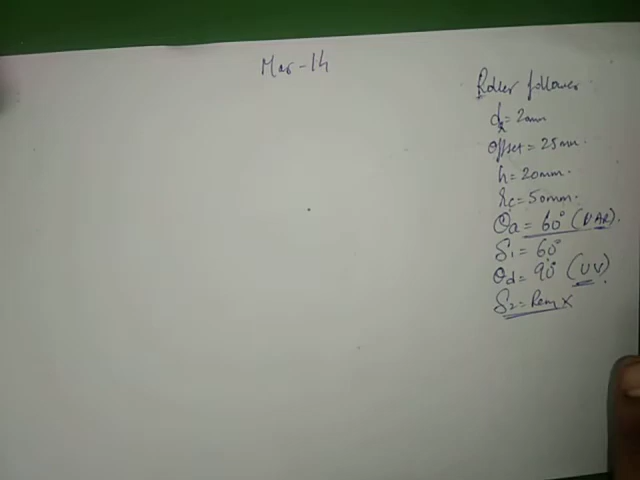 Mar-14
Roller follower
dR = 20mm
offset = 25mm.
h = 20mm.
rc = 50mm.
θa = 60° (UAR).
δ1 = 60°
θd = 90° (UV).
δ2 = Rem x